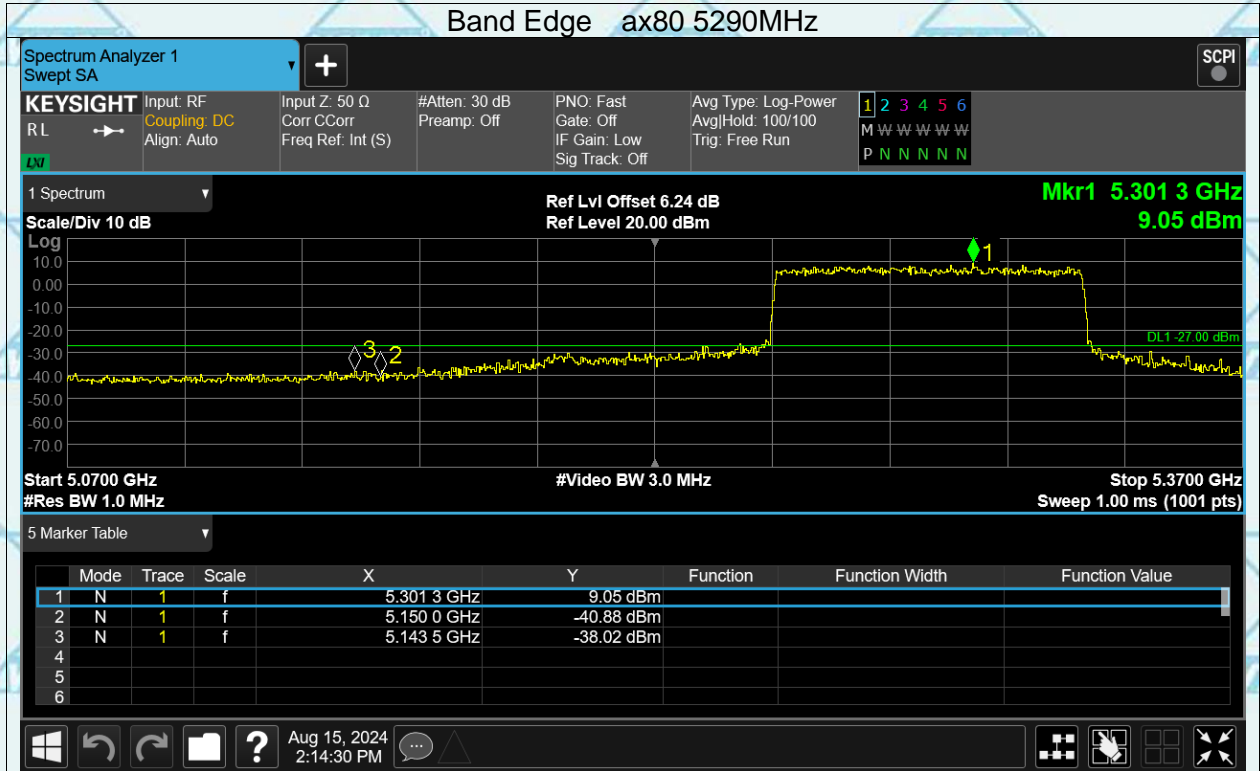 Band Edge ax80 5290MHz
Spectrum Analyzer 1
Swept SA
+
SCPI
KEYSIGHT
R L
LXI
Input: RF
Coupling: DC
Align: Auto
Input Z: 50 Ω
Corr CCorr
Freq Ref: Int (S)
#Atten: 30 dB
Preamp: Off
PNO: Fast
Gate: Off
IF Gain: Low
Sig Track: Off
Avg Type: Log-Power
Avg|Hold: 100/100
Trig: Free Run
1 2 3 4 5 6
M W W W W W
P N N N N N
1 Spectrum
Scale/Div 10 dB
Ref Lvl Offset 6.24 dB
Ref Level 20.00 dBm
Mkr1 5.301 3 GHz
9.05 dBm
Log
10.0
0.00
-10.0
-20.0
-30.0
-40.0
-50.0
-60.0
-70.0
1
3
2
DL1 -27.00 dBm
Start 5.0700 GHz
#Res BW 1.0 MHz
#Video BW 3.0 MHz
Stop 5.3700 GHz
Sweep 1.00 ms (1001 pts)
5 Marker Table
Mode Trace Scale X Y Function Function Width Function Value
1 N 1 f 5.301 3 GHz 9.05 dBm
2 N 1 f 5.150 0 GHz -40.88 dBm
3 N 1 f 5.143 5 GHz -38.02 dBm
4
5
6
?
Aug 15, 2024
2:14:30 PM